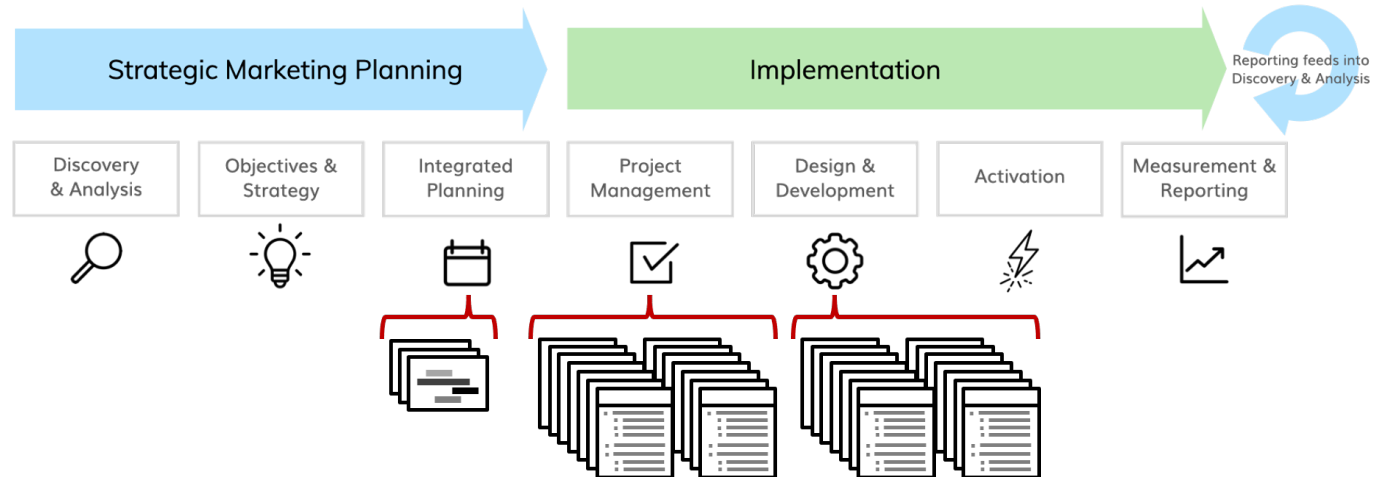 Strategic Marketing Planning
Implementation
Reporting feeds into
Discovery & Analysis
Discovery
& Analysis
Objectives &
Strategy
Integrated
Planning
Project
Management
Design &
Development
Activation
Measurement &
Reporting